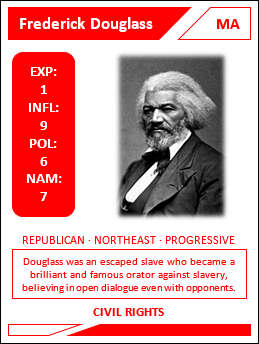 Frederick Douglass
MA
EXP:
1
INFL:
9
POL:
6
NAM:
7
REPUBLICAN · NORTHEAST · PROGRESSIVE
Douglass was an escaped slave who became a
brilliant and famous orator against slavery,
believing in open dialogue even with opponents.
CIVIL RIGHTS